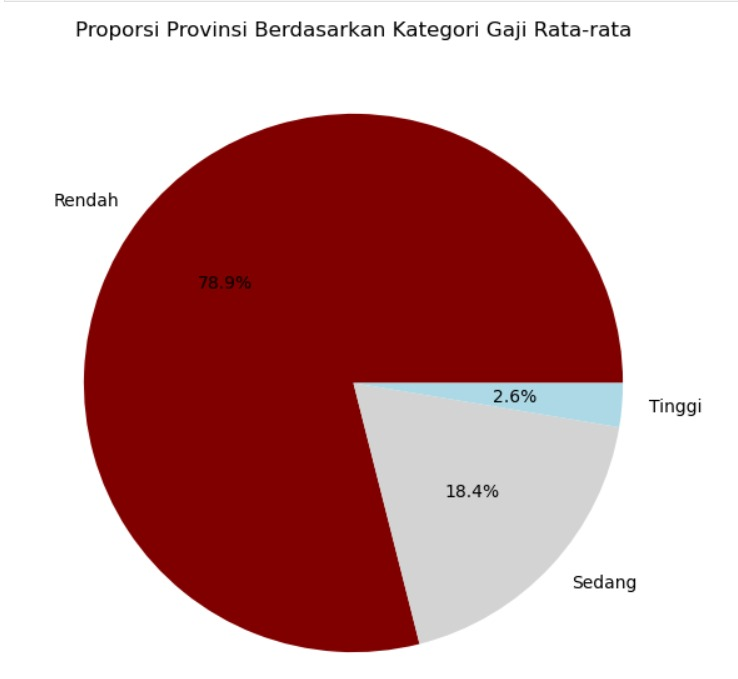 Proporsi Provinsi Berdasarkan Kategori Gaji Rata-rata
Rendah
78.9%
2.6%
Tinggi
18.4%
Sedang